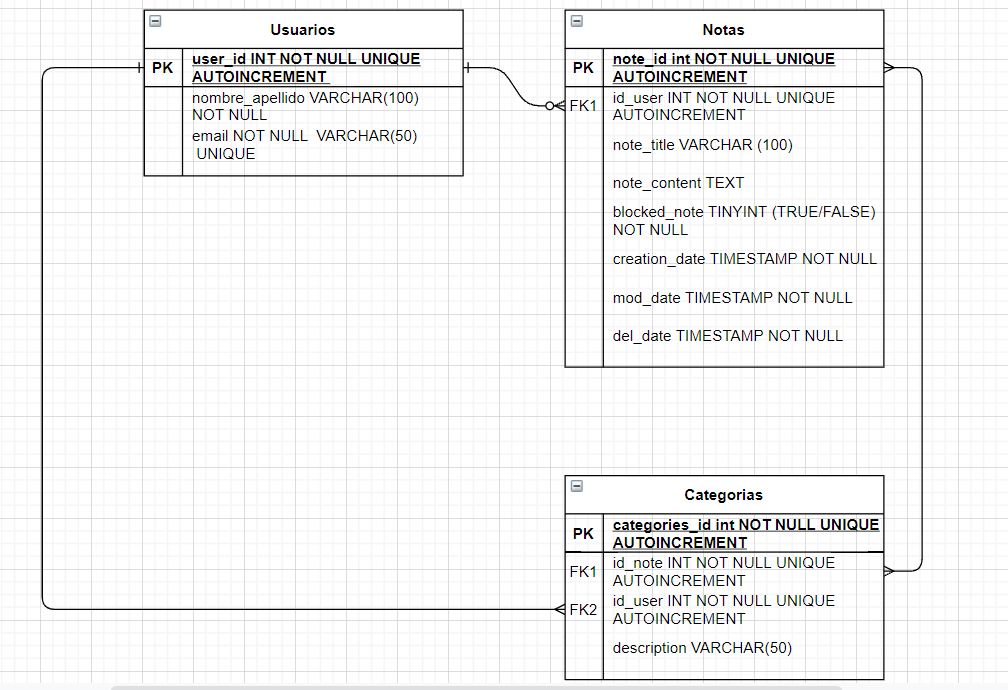 Usuarios
PK
user_id INT NOT NULL UNIQUE
AUTOINCREMENT
nombre_apellido VARCHAR(100)
NOT NULL
email NOT NULL  VARCHAR(50)
UNIQUE
Notas
PK
note_id int NOT NULL UNIQUE
AUTOINCREMENT
FK1
id_user INT NOT NULL UNIQUE
AUTOINCREMENT
note_title VARCHAR (100)
note_content TEXT
blocked_note TINYINT (TRUE/FALSE)
NOT NULL
creation_date TIMESTAMP NOT NULL
mod_date TIMESTAMP NOT NULL
del_date TIMESTAMP NOT NULL
Categorias
PK
categories_id int NOT NULL UNIQUE
AUTOINCREMENT
FK1
id_note INT NOT NULL UNIQUE
AUTOINCREMENT
FK2
id_user INT NOT NULL UNIQUE
AUTOINCREMENT
description VARCHAR(50)